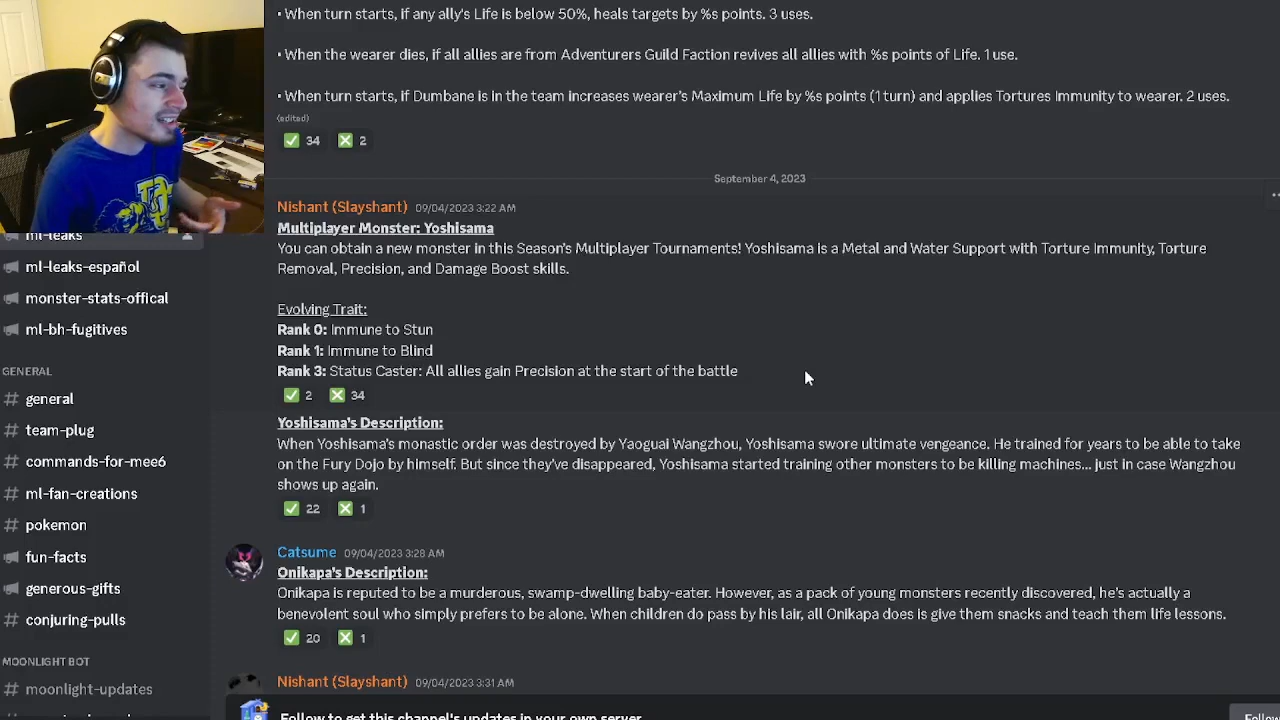 • When turn starts, if any ally's Life is below 50%, heals targets by %s points. 3 uses.
• When the wearer dies, if all allies are from Adventurers Guild Faction revives all allies with %s points of Life. 1 use.
• When turn starts, if Dumbane is in the team increases wearer's Maximum Life by %s points (1 turn) and applies Tortures Immunity to wearer. 2 uses.
(edited)
34 2
September 4, 2023
Nishant (Slayshant) 09/04/2023 3:22 AM
Multiplayer Monster: Yoshisama
You can obtain a new monster in this Season's Multiplayer Tournaments! Yoshisama is a Metal and Water Support with Torture Immunity, Torture
Removal, Precision, and Damage Boost skills.
Evolving Trait:
Rank 0: Immune to Stun
Rank 1: Immune to Blind
Rank 3: Status Caster: All allies gain Precision at the start of the battle
2 34
Yoshisama's Description:
When Yoshisama's monastic order was destroyed by Yaoguai Wangzhou, Yoshisama swore ultimate vengeance. He trained for years to be able to take
on the Fury Dojo by himself. But since they've disappeared, Yoshisama started training other monsters to be killing machines... just in case Wangzhou
shows up again.
22 1
Catsume 09/04/2023 3:28 AM
Onikapa's Description:
Onikapa is reputed to be a murderous, swamp-dwelling baby-eater. However, as a pack of young monsters recently discovered, he's actually a
benevolent soul who simply prefers to be alone. When children do pass by his lair, all Onikapa does is give them snacks and teach them life lessons.
20 1
Nishant (Slayshant) 09/04/2023 3:31 AM
Follow to get this channel's updates in your own server
Follow
ml-leaks
ml-leaks-español
monster-stats-offical
ml-bh-fugitives
GENERAL
general
team-plug
commands-for-mee6
ml-fan-creations
pokemon
fun-facts
generous-gifts
conjuring-pulls
MOONLIGHT BOT
moonlight-updates